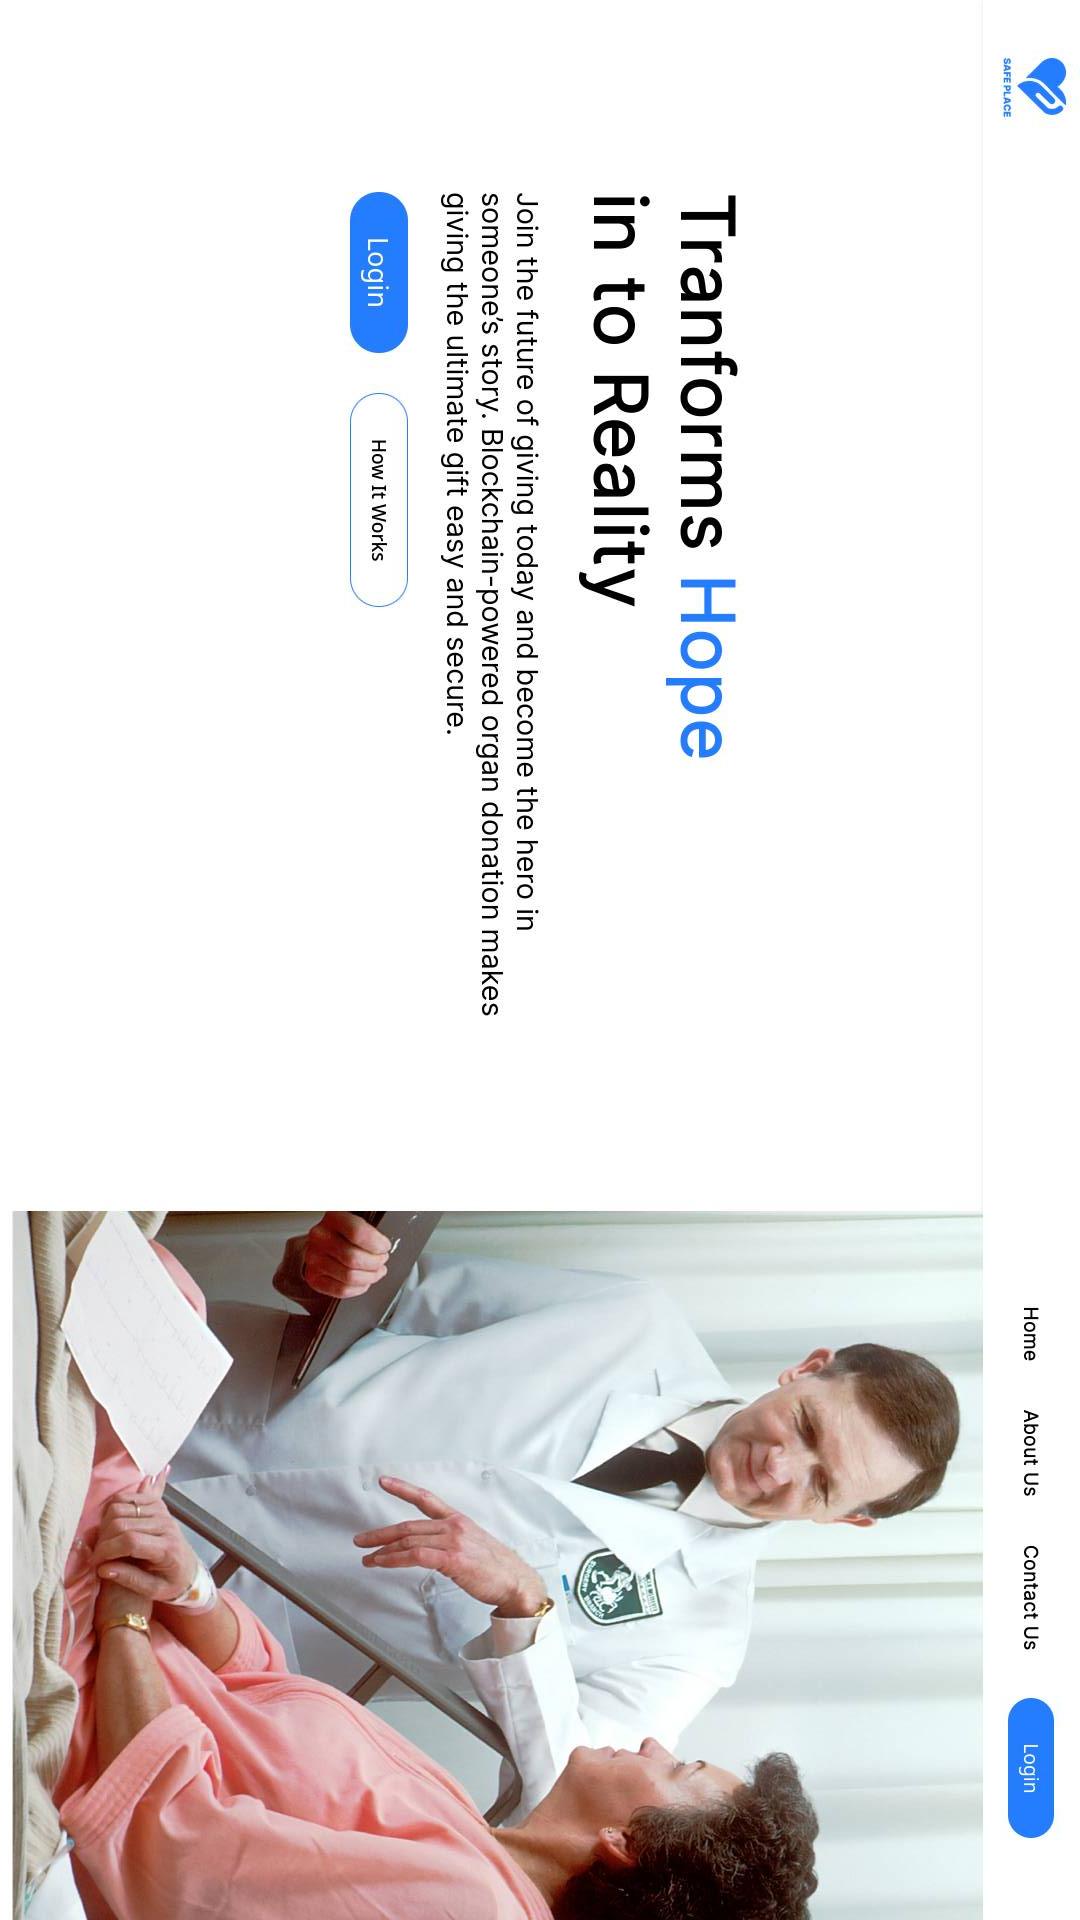 SAFE PLACE
Home
About Us
Contact Us
Login
Tranforms Hope
in to Reality
Join the future of giving today and become the hero in
someone's story. Blockchain-powered organ donation makes
giving the ultimate gift easy and secure.
Login
How It Works